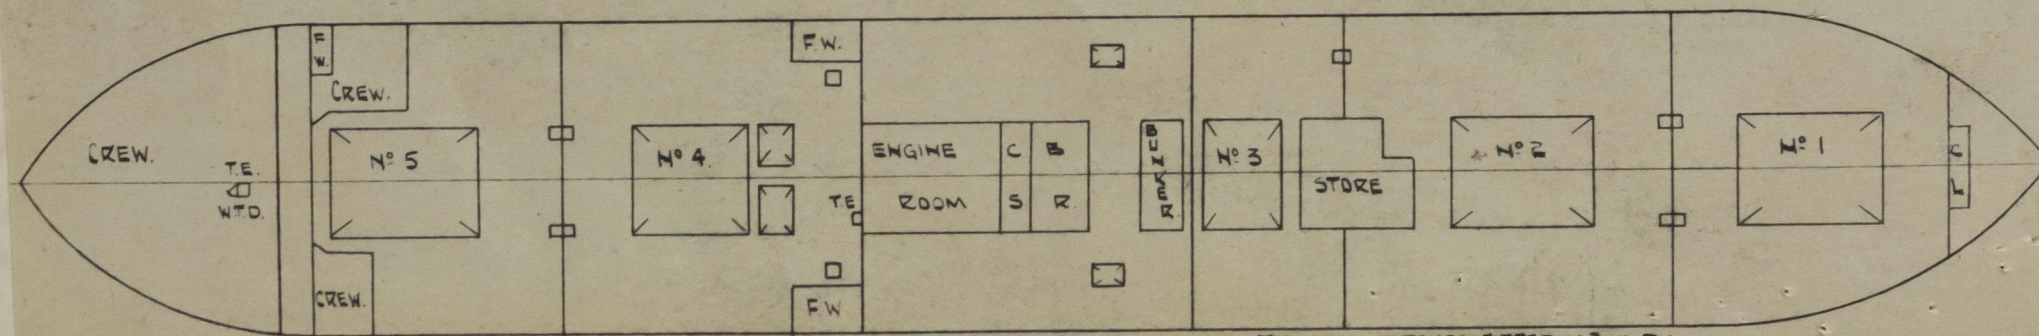 CREW.
T.E.
W.T.D.
F
W.
CREW.
Nº 5
CREW.
F.W.
Nº 4.
T.E
F W
ENGINE
ROOM
C
S
B
R.
BUNKER.
Nº 3
STORE
Nº 2
Nº 1
C
L